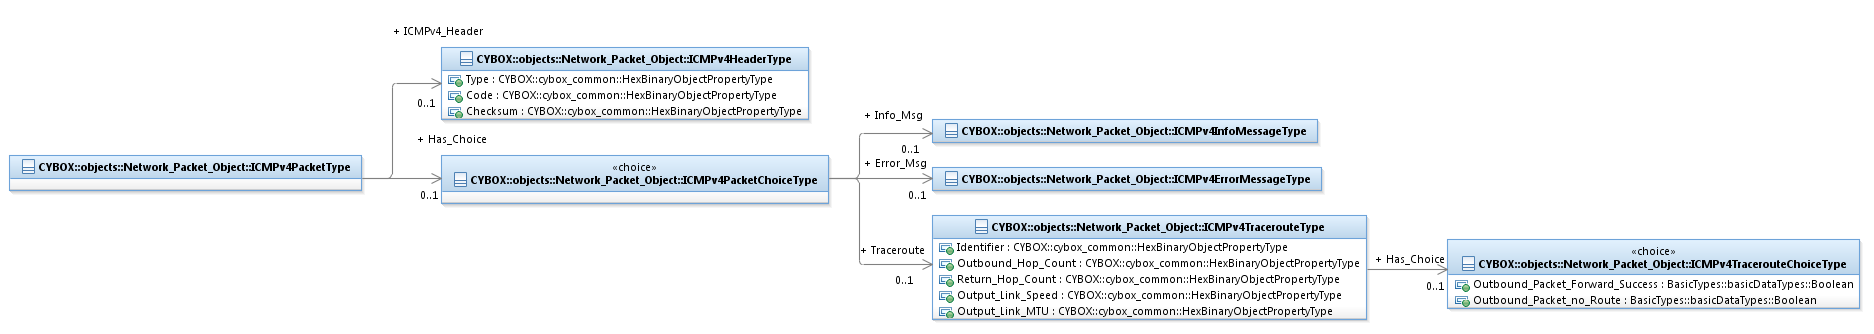 + ICMPv4_Header
CYBOX::objects::Network_Packet_Object::ICMPv4HeaderType
Type : CYBOX::cybox_common::HexBinaryObjectPropertyType
Code : CYBOX::cybox_common::HexBinaryObjectPropertyType
Checksum : CYBOX::cybox_common::HexBinaryObjectPropertyType
0..1
+ Has_Choice
CYBOX::objects::Network_Packet_Object::ICMPv4PacketType
«choice»
CYBOX::objects::Network_Packet_Object::ICMPv4PacketChoiceType
0..1
+ Info_Msg
CYBOX::objects::Network_Packet_Object::ICMPv4InfoMessageType
0..1
+ Error_Msg
CYBOX::objects::Network_Packet_Object::ICMPv4ErrorMessageType
0..1
+ Traceroute
CYBOX::objects::Network_Packet_Object::ICMPv4TracerouteType
Identifier : CYBOX::cybox_common::HexBinaryObjectPropertyType
Outbound_Hop_Count : CYBOX::cybox_common::HexBinaryObjectPropertyType
Return_Hop_Count : CYBOX::cybox_common::HexBinaryObjectPropertyType
Output_Link_Speed : CYBOX::cybox_common::HexBinaryObjectPropertyType
Output_Link_MTU : CYBOX::cybox_common::HexBinaryObjectPropertyType
0..1
+ Has_Choice
0..1
«choice»
CYBOX::objects::Network_Packet_Object::ICMPv4TracerouteChoiceType
Outbound_Packet_Forward_Success : BasicTypes::basicDataTypes::Boolean
Outbound_Packet_no_Route : BasicTypes::basicDataTypes::Boolean